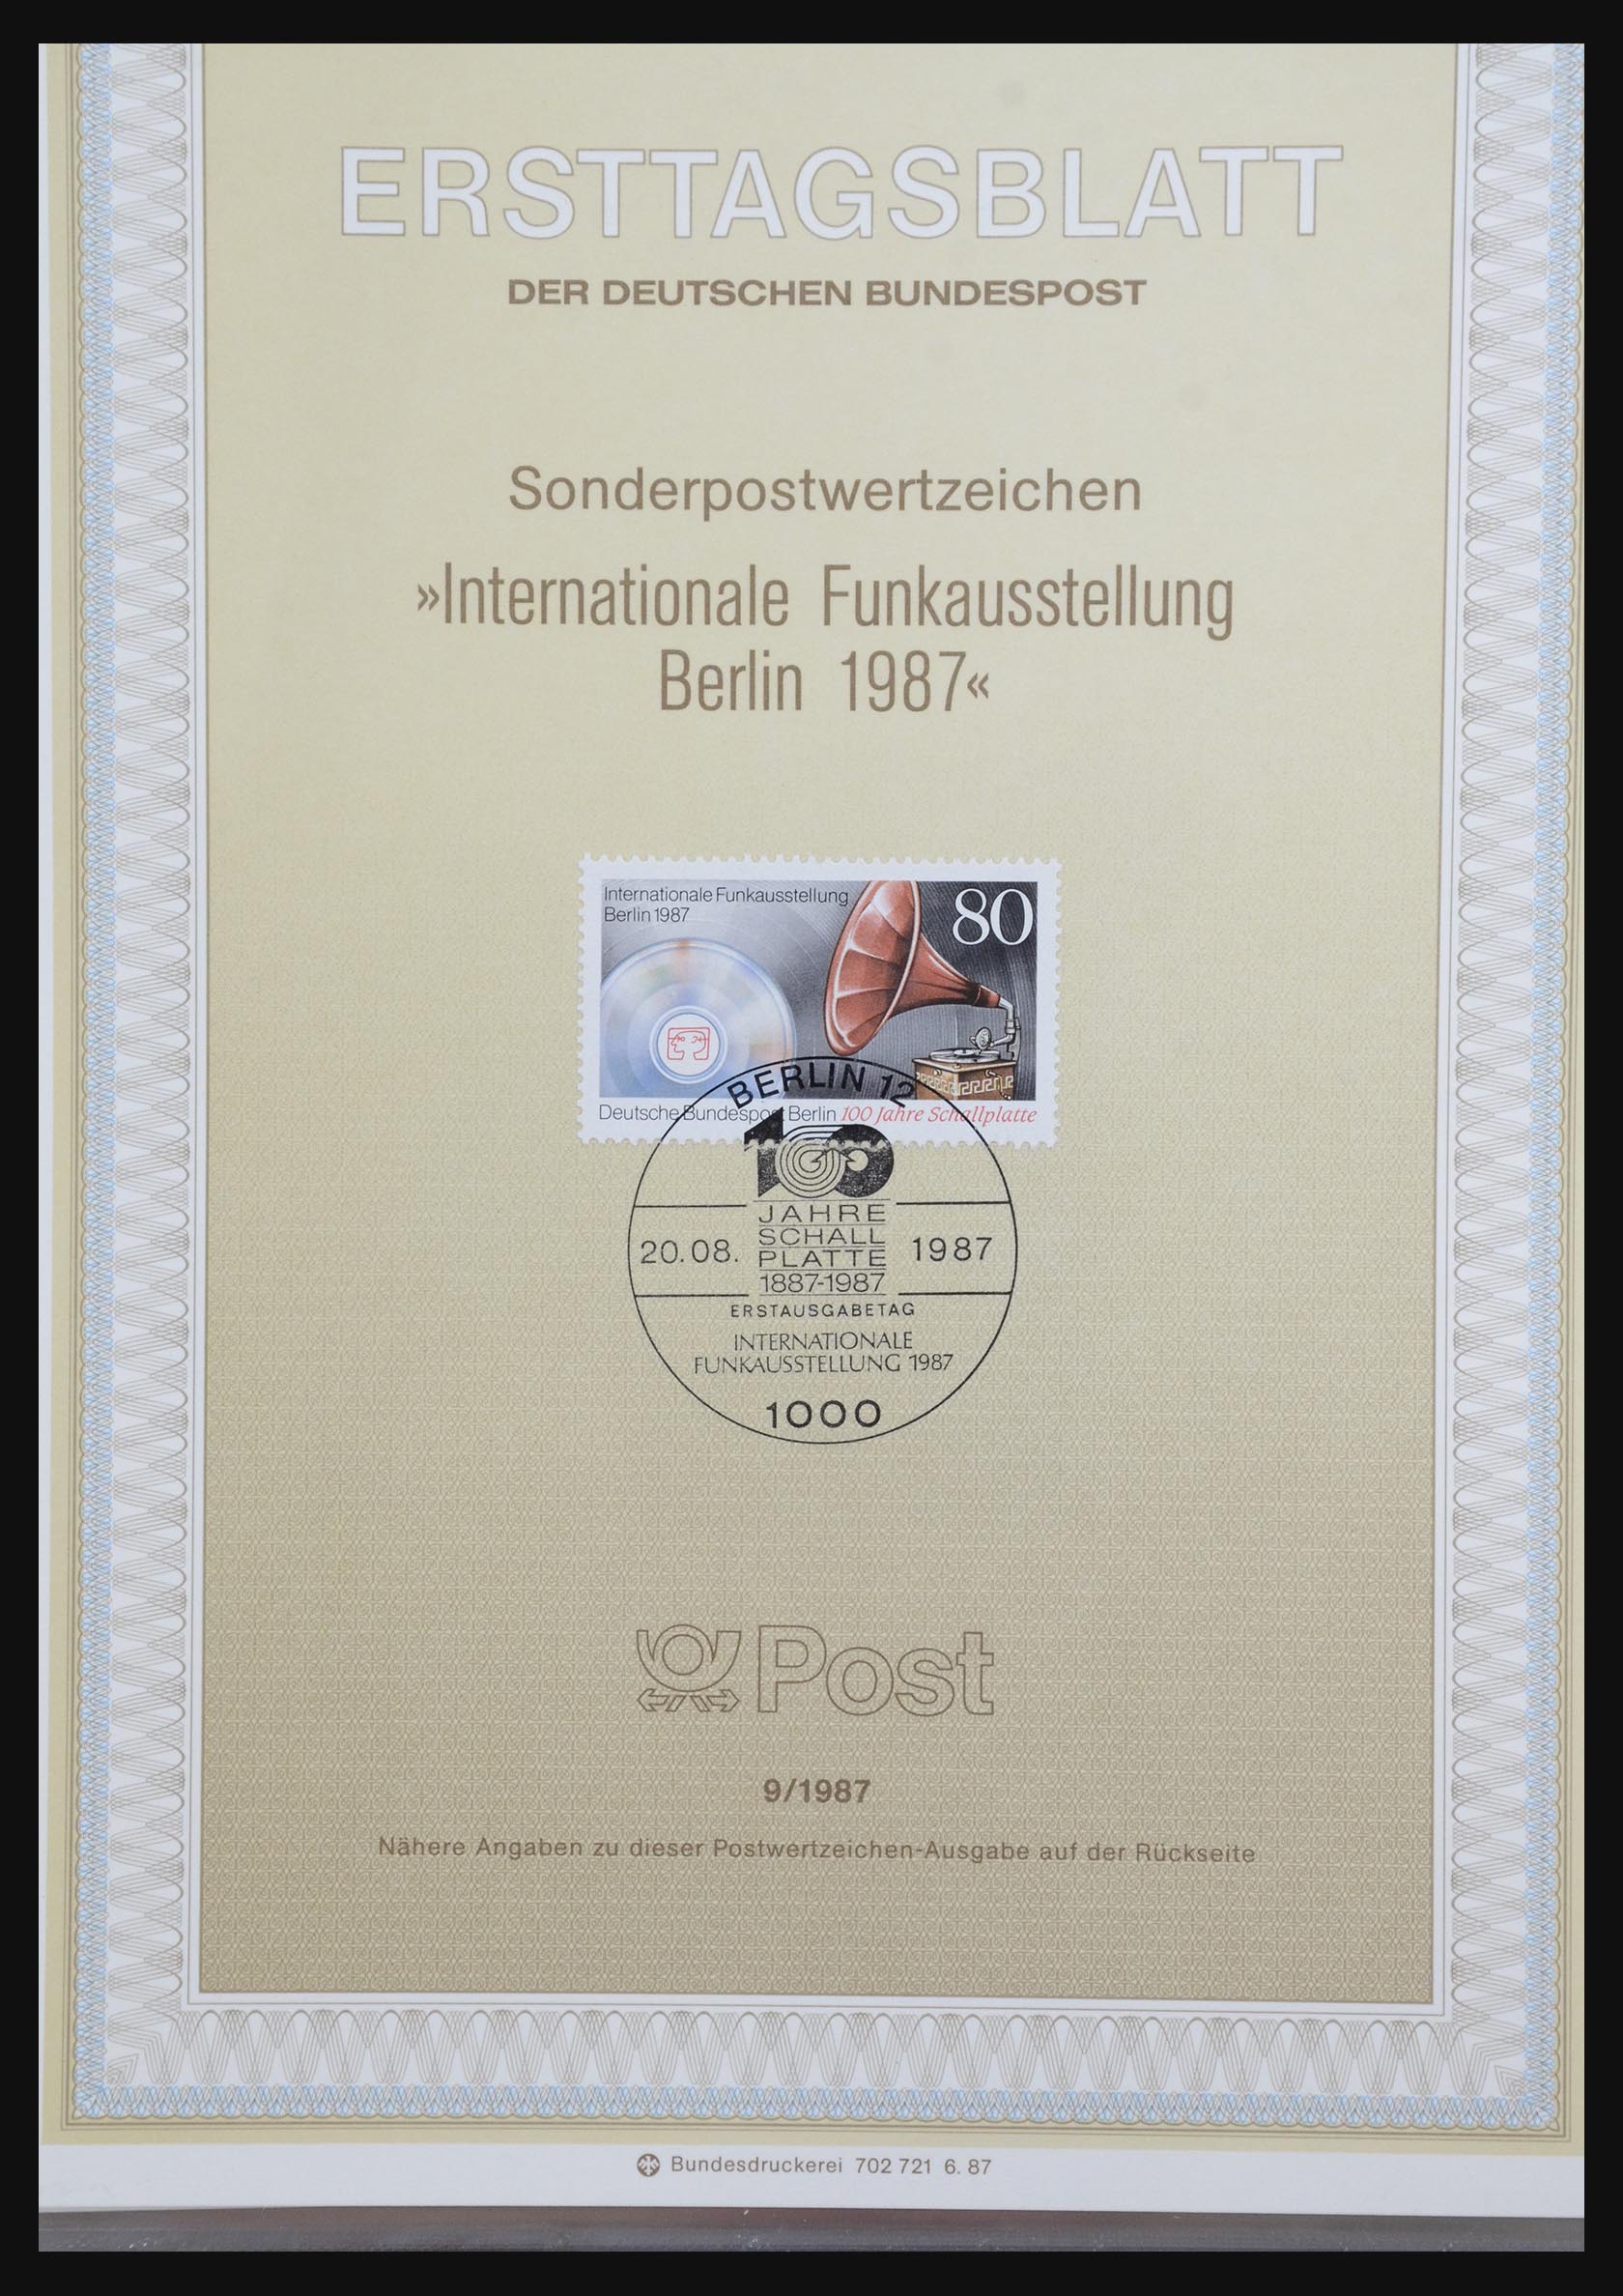 ERSTTAGSBLATT
DER DEUTSCHEN BUNDESPOST
Sonderpostwertzeichen
»Internationale Funkausstellung
Berlin 1987«
Internationale Funkausstellung
Berlin 1987
80
Deutsche Bundespost Berlin 100 Jahre Schallplatte
BERLIN 12
100
JAHRE
SCHALL
PLATTE
1887-1987
20.08. 1987
ERSTAUSGABETAG
INTERNATIONALE
FUNKAUSSTELLUNG 1987
1000
Post
9/1987
Nähere Angaben zu dieser Postwertzeichen-Ausgabe auf der Rückseite
Bundesdruckerei 702 721 6. 87